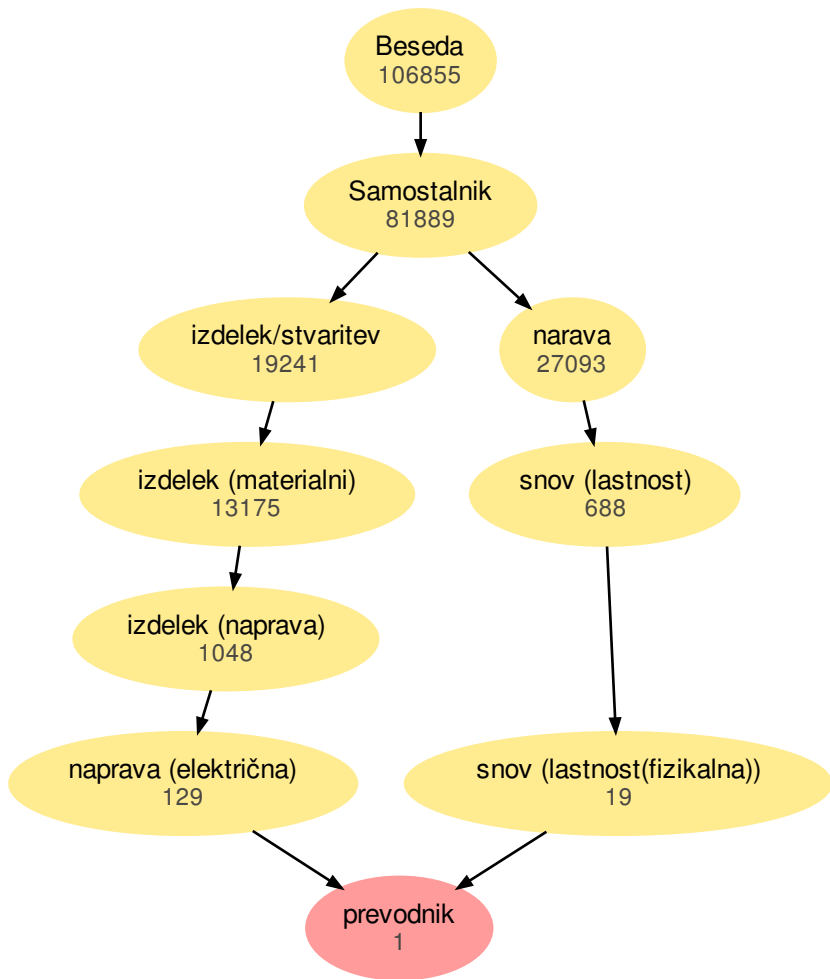 Beseda
106855
Samostalnik
81889
izdelek/stvaritev
19241
narava
27093
izdelek (materialni)
13175
snov (lastnost)
688
izdelek (naprava)
1048
naprava (električna)
129
snov (lastnost(fizikalna))
19
prevodnik
1